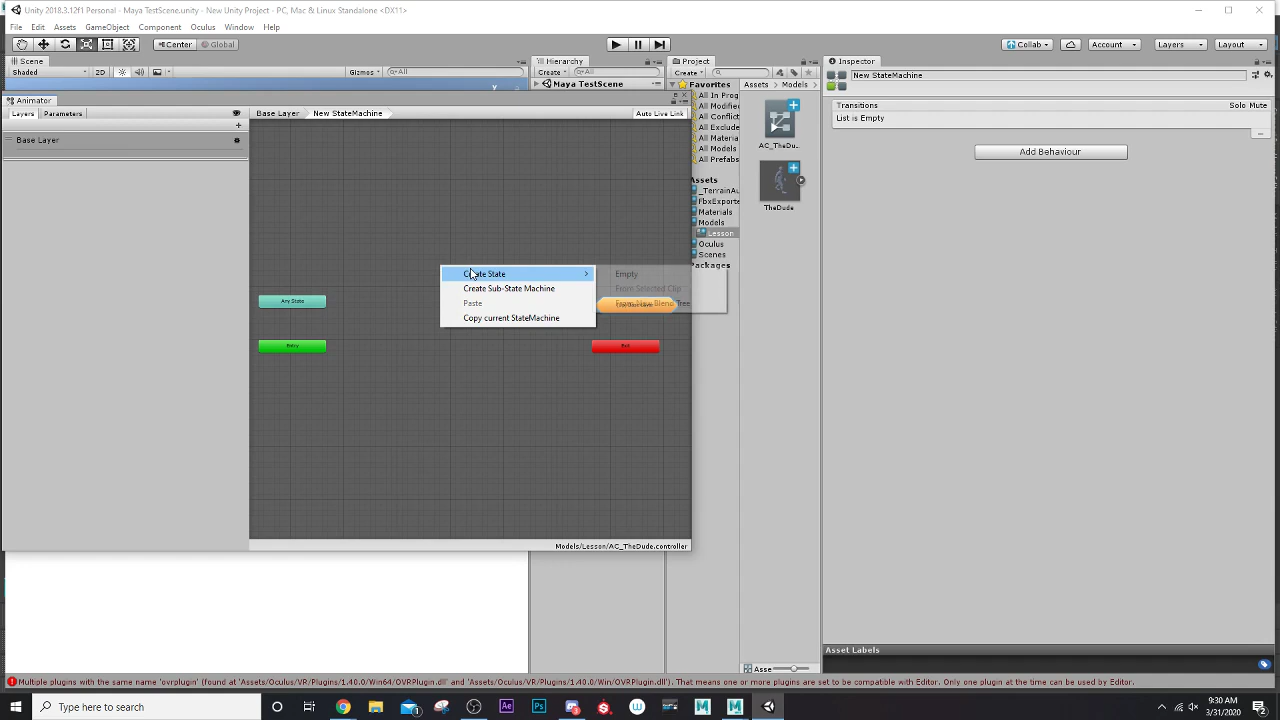 Unity 2018.3.12f1 Personal - Maya TestScene.unity - New Unity Project - PC, Mac & Linux Standalone <DX11>
File Edit Assets GameObject Component Oculus Window Help
Center Global Collab Account Layers Layout
Scene Hierarchy Project Inspector
Shaded 2D Gizmos All Create All Create New StateMachine
Maya TestScene Favorites Assets Models
Animator
Layers Parameters Base Layer New StateMachine Auto Live Link
Base Layer
All In Prog
All Modifier
All Conflict
All Exclude
All Materia
All Models
All Prefabs
Assets
_TerrainAu
FbxExporte
Materials
Models
Lesson
Oculus
Scenes
Packages
AC_TheDu...
TheDude
Transitions Solo Mute
List is Empty
Add Behaviour
Create State Empty
Create Sub-State Machine From Selected Clip
Paste From New Blend Tree
Copy current StateMachine
Any State
Entry Exit
Models/Lesson/AC_TheDude.controller
Asset Labels
Asse
Multiple plugins with the same name 'ovrplugin' (found at 'Assets/Oculus/VR/Plugins/1.40.0/Win64/OVRPlugin.dll' and 'Assets/Oculus/VR/Plugins/1.40.0/Win/OVRPlugin.dll'). That means one or more plugins are set to be compatible with Editor. Only one plugin at the time can be used by Editor.
Type here to search
9:30 AM
3/31/2020